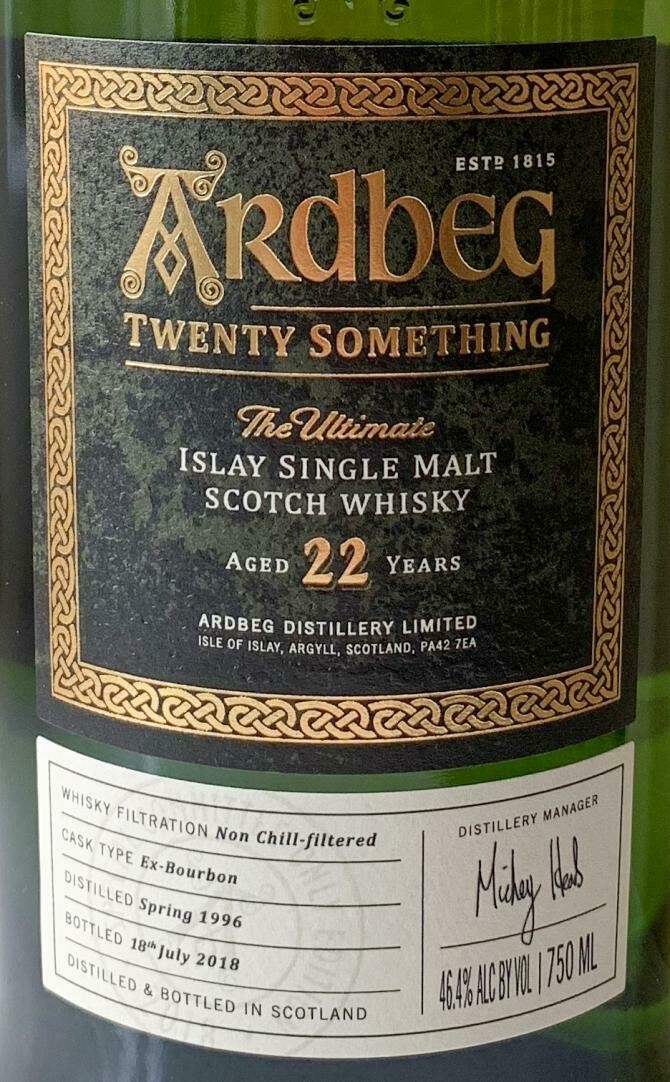 ESTD 1815
ARDBEG
TWENTY SOMETHING
The Ultimate
ISLAY SINGLE MALT
SCOTCH WHISKY
AGED 22 YEARS
ARDBEG DISTILLERY LIMITED
ISLE OF ISLAY, ARGYLL, SCOTLAND, PA42 7EA
WHISKY FILTRATION Non Chill-filtered
CASK TYPE Ex-Bourbon
DISTILLED Spring 1996
BOTTLED 18th July 2018
DISTILLED & BOTTLED IN SCOTLAND
DISTILLERY MANAGER
Mickey Heads
46.4% ALC BY VOL | 750 ML